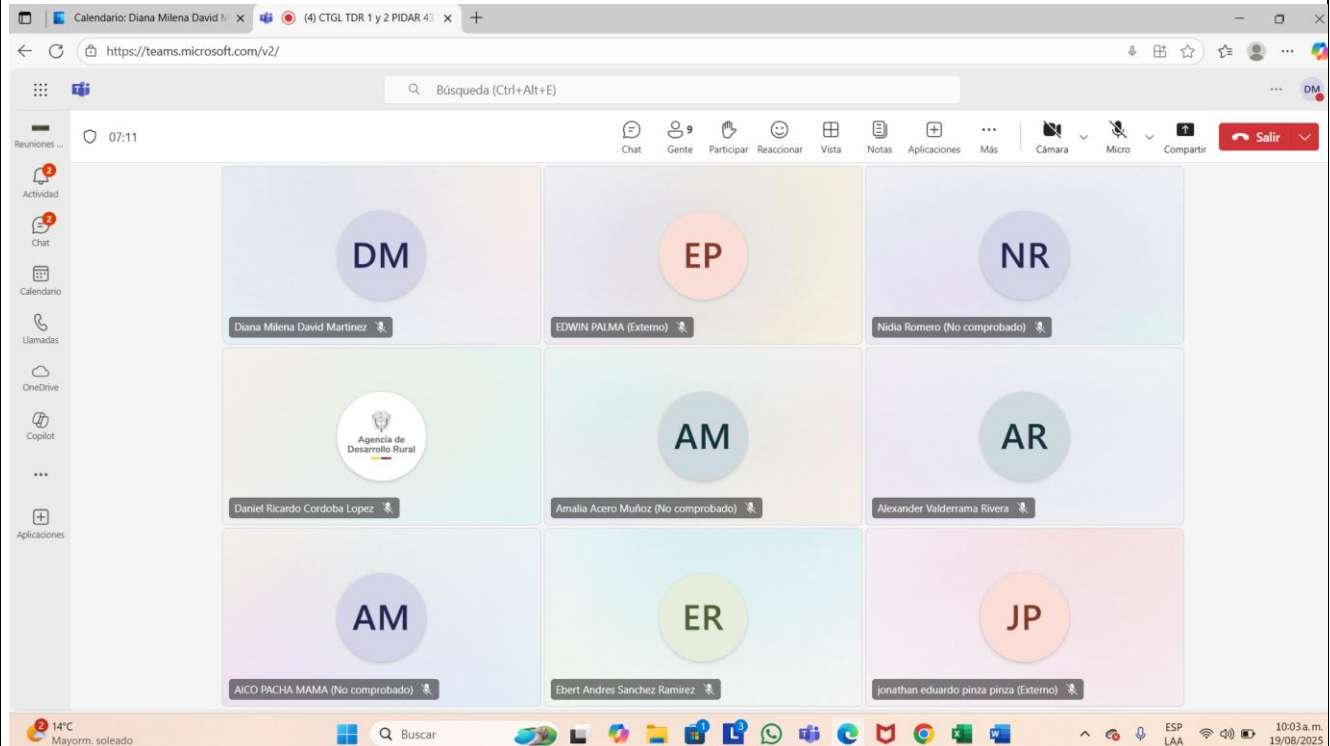 Calendario: Diana Milena David M
(4) CTGL TDR 1 y 2 PIDAR 43
https://teams.microsoft.com/v2/
Búsqueda (Ctrl+Alt+E)
DM
Reuniones ...
07:11
Chat
9
Gente
Participar
Reaccionar
Vista
Notas
Aplicaciones
Más
Cámara
Micro
Compartir
Salir
2
Actividad
2
Chat
Calendario
Llamadas
OneDrive
Copilot
Aplicaciones
DM
Diana Milena David Martinez
EP
EDWIN PALMA (Externo)
NR
Nidia Romero (No comprobado)
Agencia de
Desarrollo Rural
Daniel Ricardo Cordoba Lopez
AM
Amalia Acero Muñoz (No comprobado)
AR
Alexander Valderrama Rivera
AM
AICO PACHA MAMA (No comprobado)
ER
Ebert Andres Sanchez Ramirez
JP
jonathan eduardo pinza pinza (Externo)
2
14°C
Mayorm. soleado
Buscar
ESP
LAA
10:03 a.m.
19/08/2025